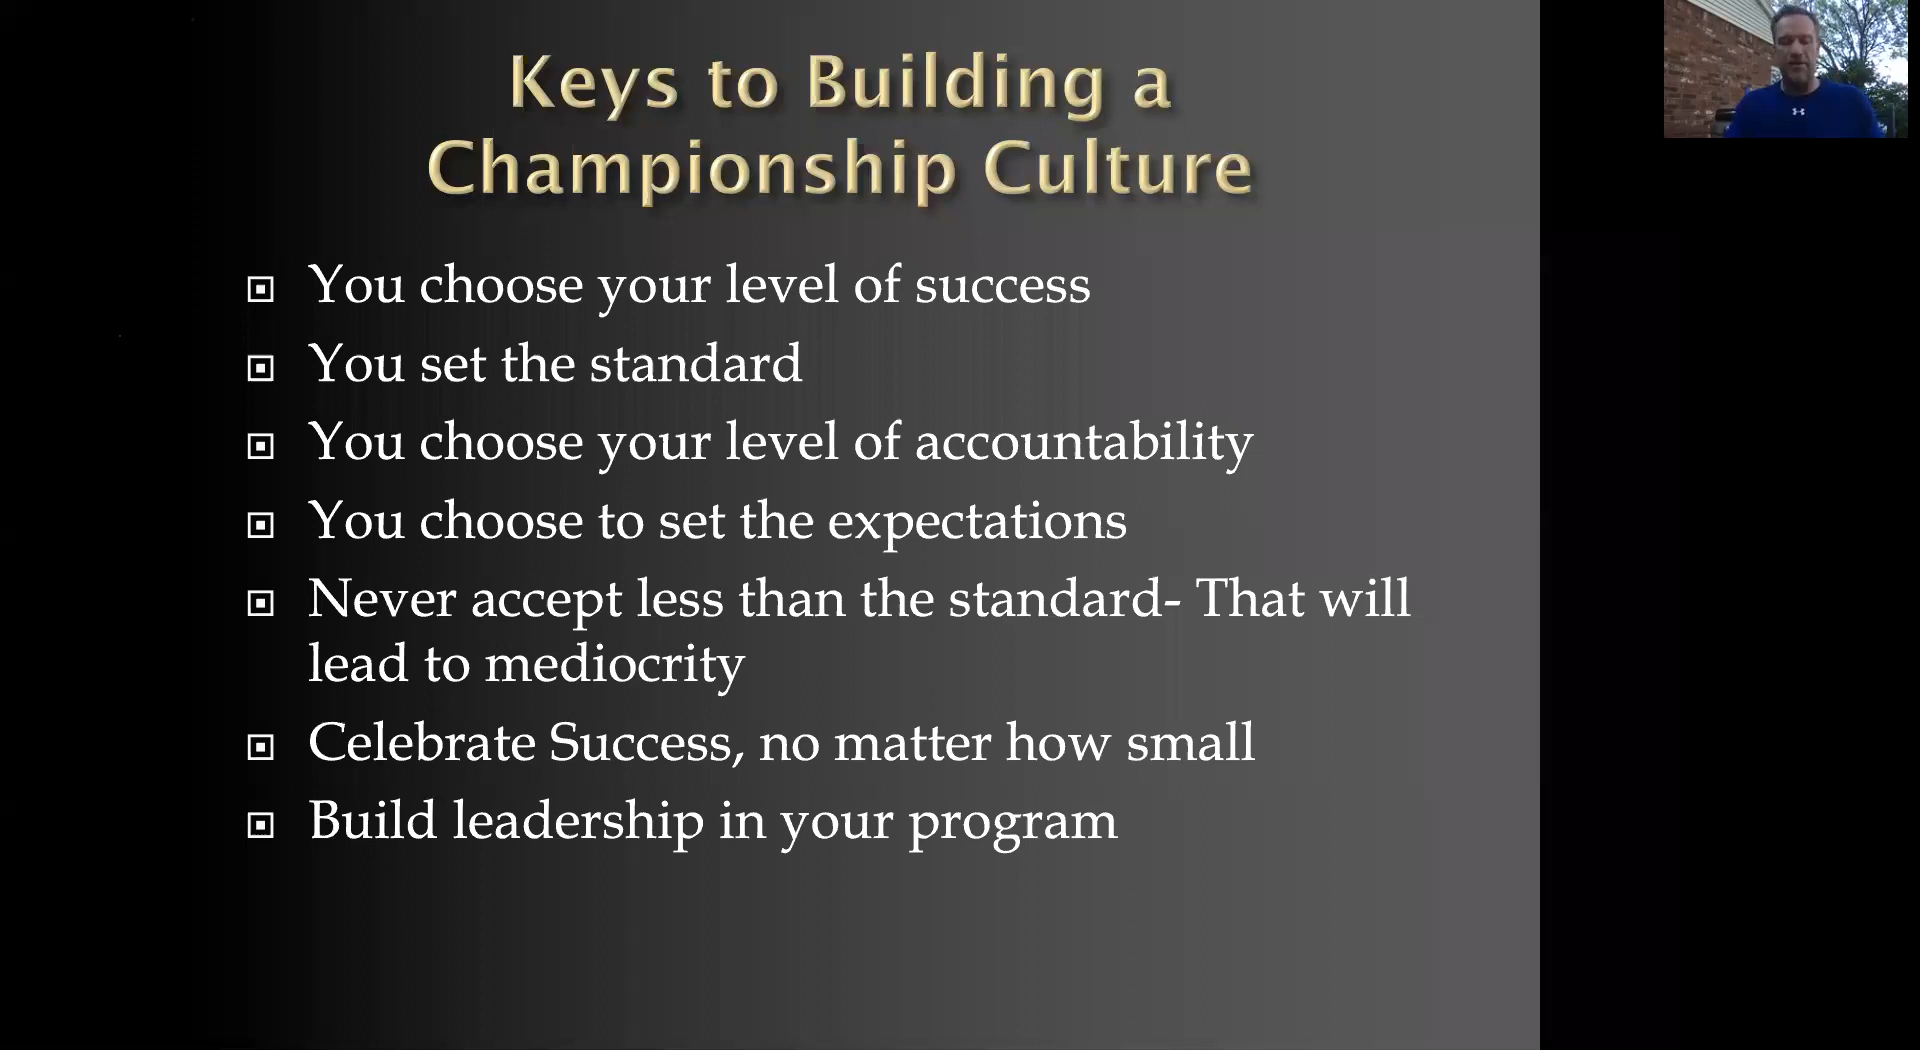 Keys to Building a
Championship Culture
You choose your level of success
You set the standard
You choose your level of accountability
You choose to set the expectations
Never accept less than the standard- That will
lead to mediocrity
Celebrate Success, no matter how small
Build leadership in your program